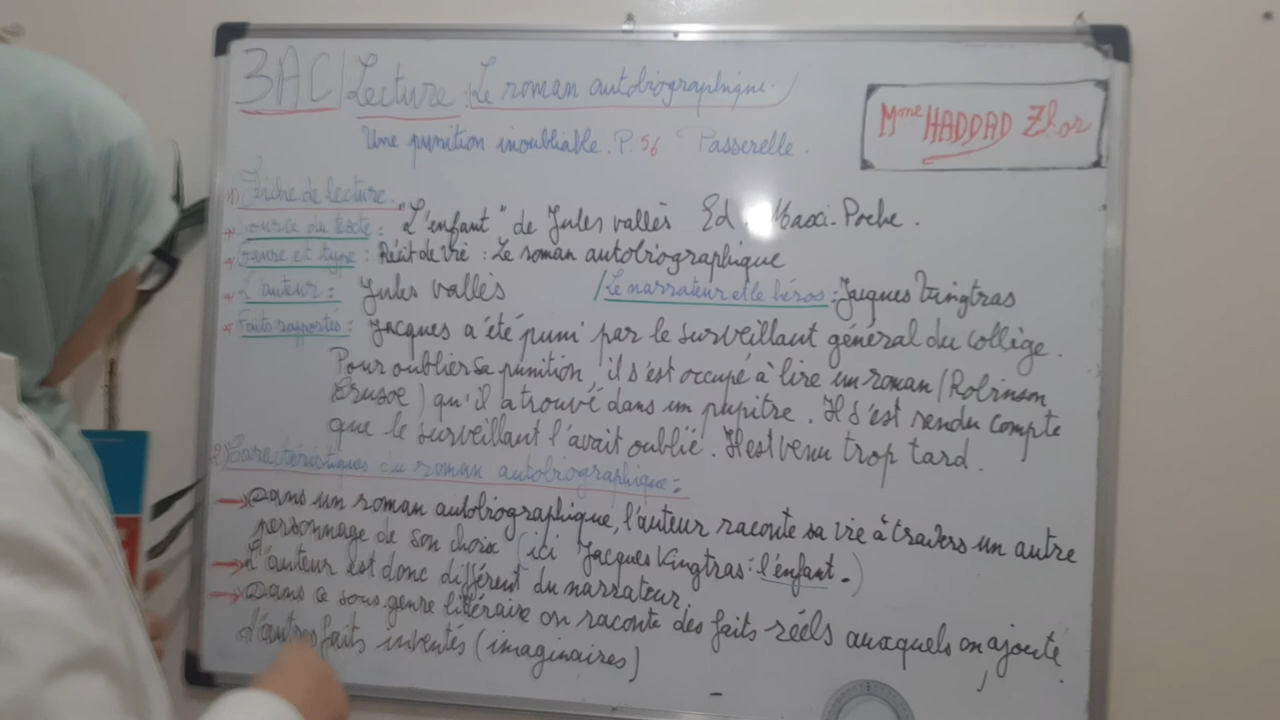 3AC Lecture : Le roman autobiographique.
Mme HADDAD Zhor
Une punition inoubliable. P.56 Passerelle.
1) Fiche de lecture.
Source du texte : "L'enfant" de Jules vallès Ed. Maxi-Poche.
Genre et type : Récit de vie : Le roman autobiographique
L'auteur : Jules vallès / Le narrateur et le héros : Jacques Vingtras
Faits rapportés : Jacques a été puni par le surveillant général du collège.
Pour oublier sa punition, il s'est occupé à lire un roman (Robinson
Crusoe) qu'il a trouvé dans un pupitre. Il s'est rendu compte
que le surveillant l'avait oublié. Il est venu trop tard.
2) Caractéristiques du roman autobiographique :
→ Dans un roman autobiographique, l'auteur raconte sa vie à travers un autre
personnage de son choix (ici Jacques Vingtras : l'enfant.)
→ L'auteur est donc différent du narrateur.
→ Dans ce sous genre littéraire on raconte des faits réels auxquels on ajouté
d'autres faits inventés (imaginaires)